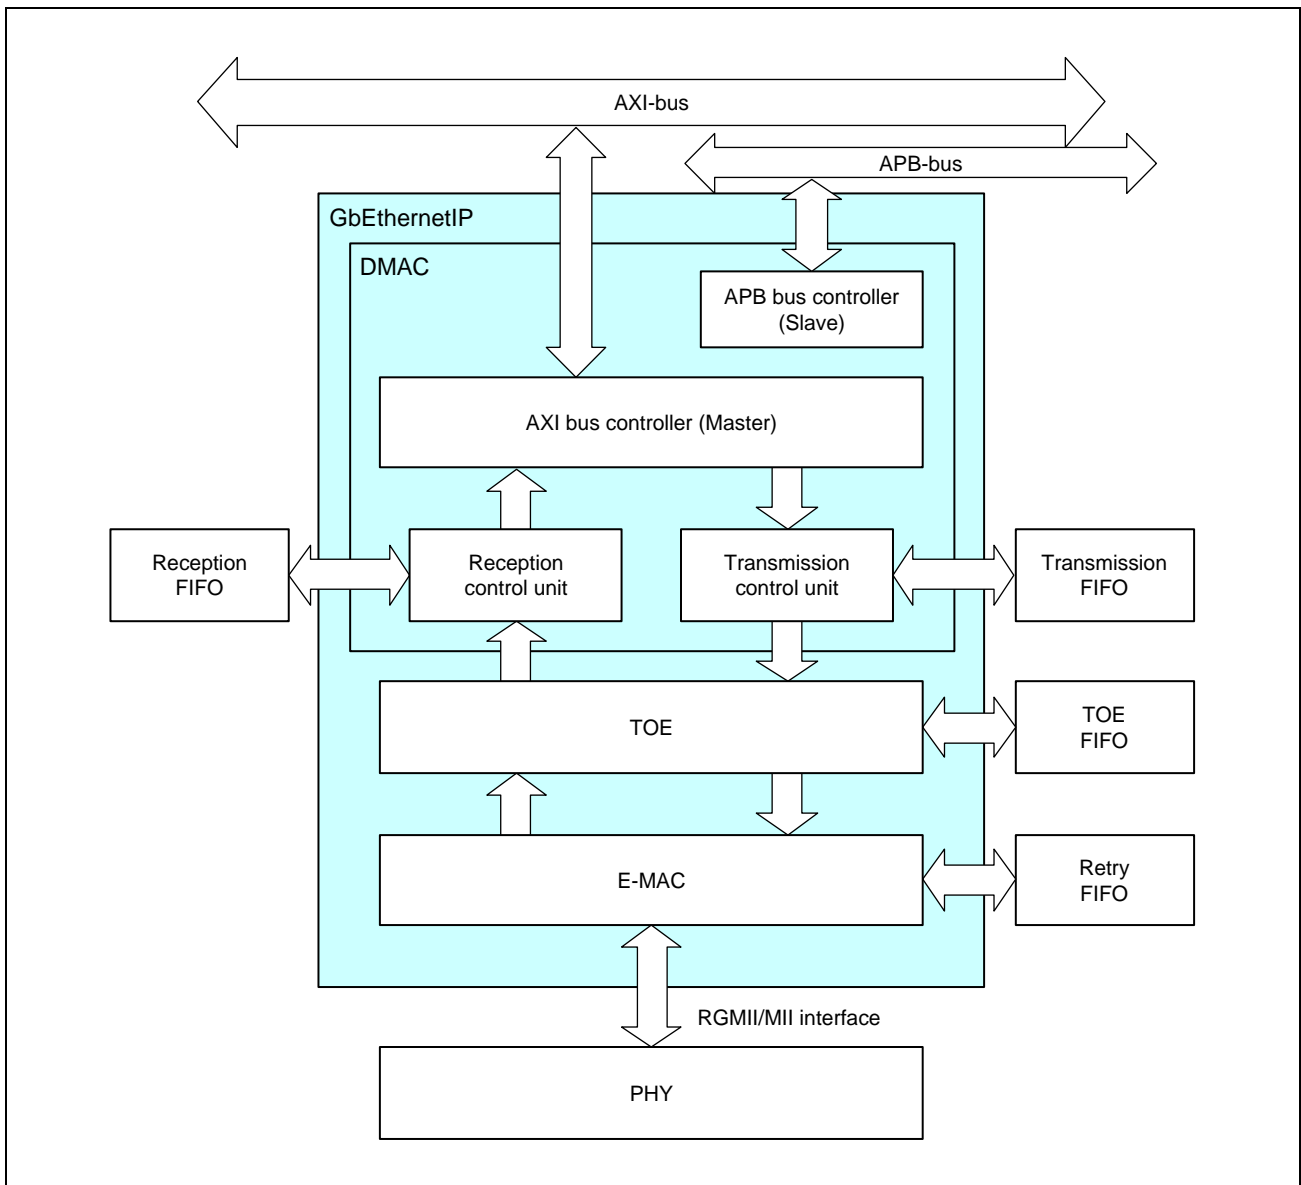 AXI-bus
APB-bus
GbEthernetIP
DMAC
APB bus controller
(Slave)
AXI bus controller (Master)
Reception
FIFO
Reception
control unit
Transmission
control unit
Transmission
FIFO
TOE
TOE
FIFO
E-MAC
Retry
FIFO
RGMII/MII interface
PHY